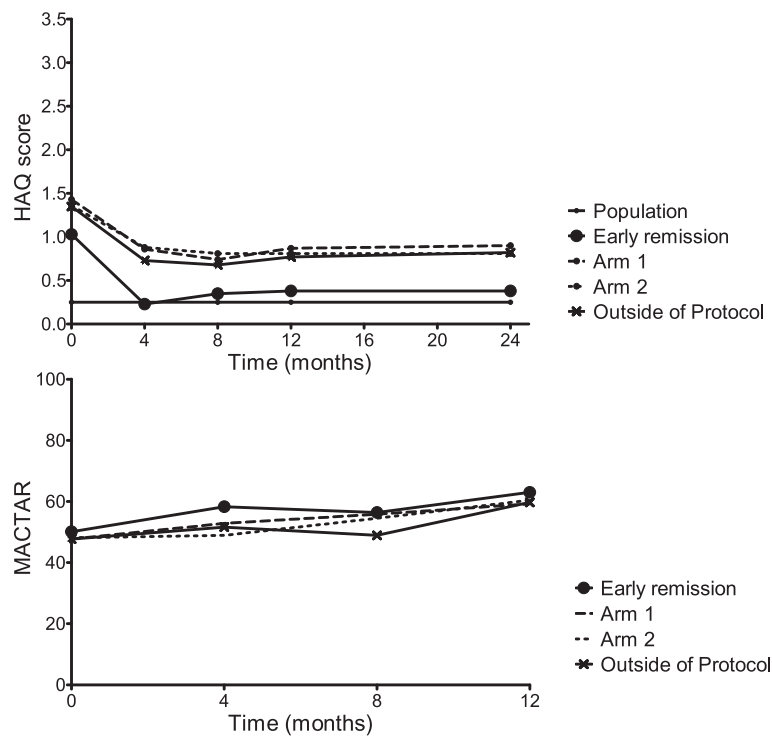 3.5
3.0
2.5
2.0
1.5
1.0
0.5
0.0
HAQ score
0 4 8 12 16 20 24
Time (months)
Population
Early remission
Arm 1
Arm 2
Outside of Protocol
100
80
60
40
20
0
MACTAR
0 4 8 12
Time (months)
Early remission
Arm 1
Arm 2
Outside of Protocol